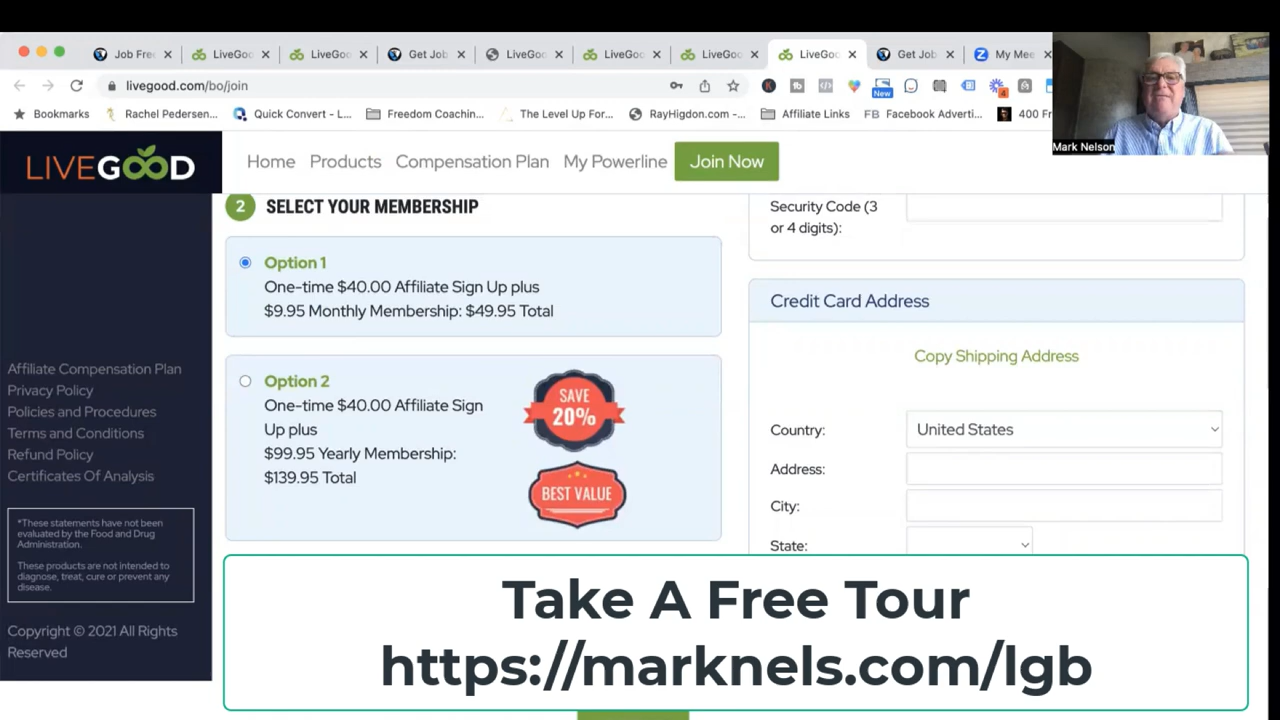 Job Fre
LiveGoo
LiveGoo
Get Job
LiveGo
LiveGoo
LiveGoo
LiveGoo
Get Job
My Mee
livegood.com/bo/join
New
4
Bookmarks
Rachel Pedersen...
Quick Convert - L...
Freedom Coachin...
The Level Up For...
RayHigdon.com -...
Affiliate Links
FB Facebook Adverti...
400 Fr
Mark Nelson
LIVEGOOD
Home
Products
Compensation Plan
My Powerline
Join Now
2 SELECT YOUR MEMBERSHIP
Option 1
One-time $40.00 Affiliate Sign Up plus
$9.95 Monthly Membership: $49.95 Total
Option 2
One-time $40.00 Affiliate Sign
Up plus
$99.95 Yearly Membership:
$139.95 Total
SAVE
20%
BEST VALUE
Security Code (3
or 4 digits):
Credit Card Address
Copy Shipping Address
Country:
United States
Address:
City:
State:
Affiliate Compensation Plan
Privacy Policy
Policies and Procedures
Terms and Conditions
Refund Policy
Certificates Of Analysis
*These statements have not been
evaluated by the Food and Drug
Administration.
These products are not intended to
diagnose, treat, cure or prevent any
disease.
Copyright © 2021 All Rights
Reserved
Take A Free Tour
https://marknels.com/lgb